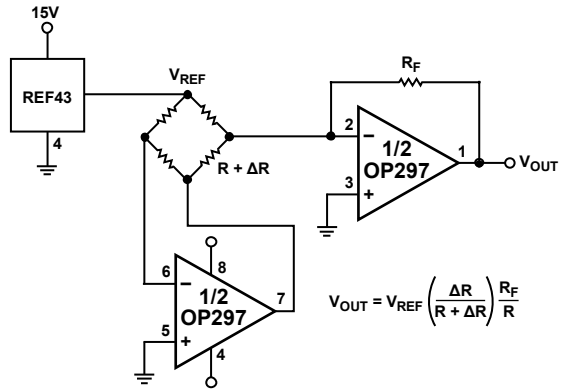 15V
REF43
4
VREF
R + ΔR
RF
2
3
−
+
1/2
OP297
1
VOUT
6
5
−
+
8
1/2
OP297
7
4
VOUT = VREF (ΔR / R + ΔR) RF / R